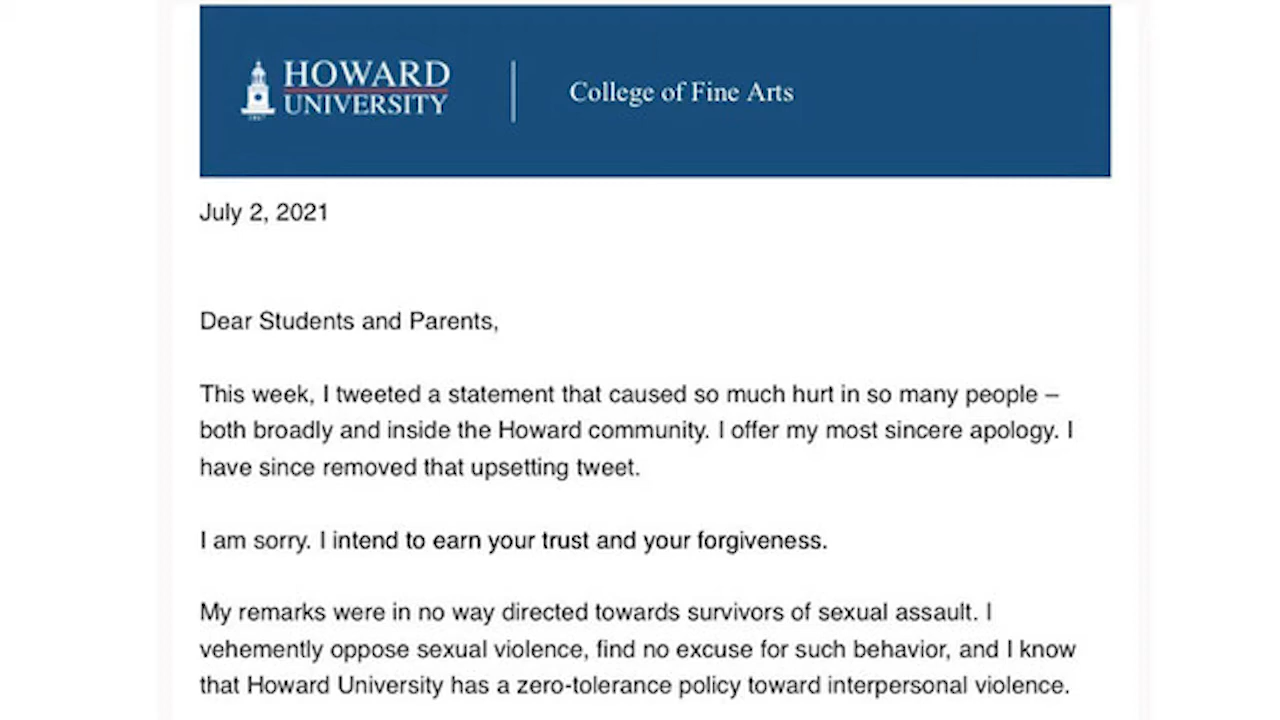 HOWARD
UNIVERSITY
1867
College of Fine Arts
July 2, 2021
Dear Students and Parents,
This week, I tweeted a statement that caused so much hurt in so many people –
both broadly and inside the Howard community. I offer my most sincere apology. I
have since removed that upsetting tweet.
I am sorry. I intend to earn your trust and your forgiveness.
My remarks were in no way directed towards survivors of sexual assault. I
vehemently oppose sexual violence, find no excuse for such behavior, and I know
that Howard University has a zero-tolerance policy toward interpersonal violence.